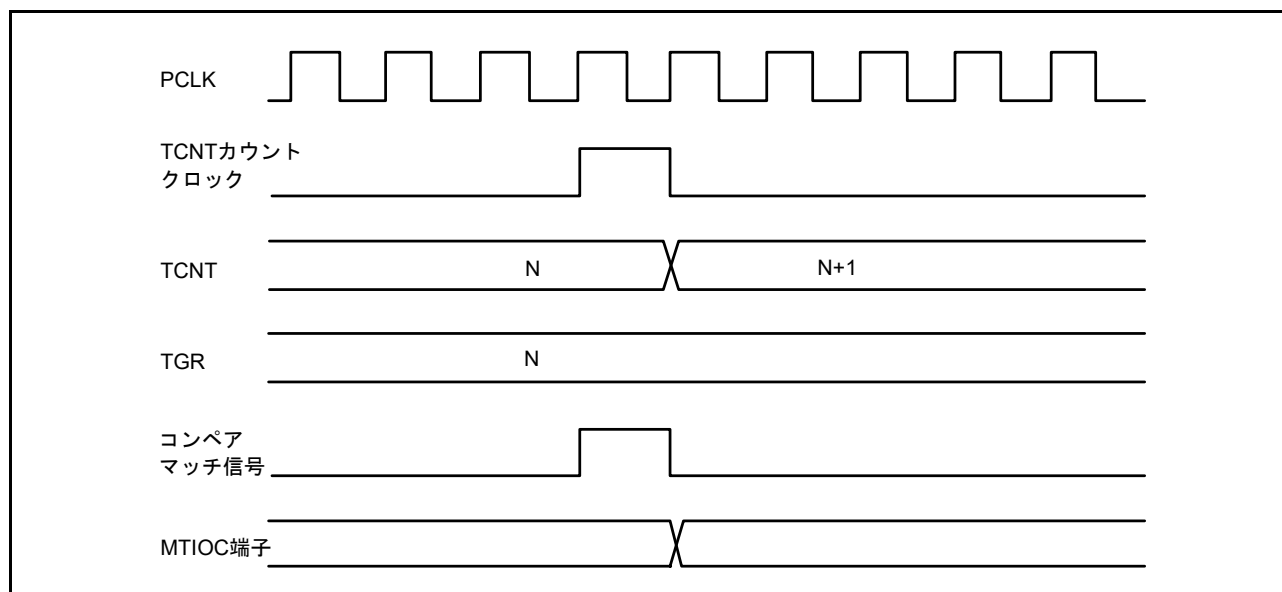 PCLK
TCNTカウント
クロック
TCNT
N
N+1
TGR
N
コンペア
マッチ信号
MTIOC端子